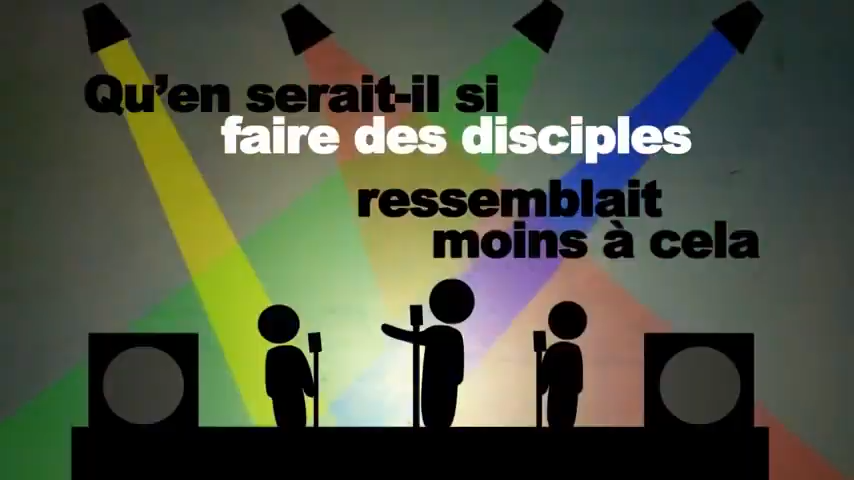 Qu’en serait-il si
faire des disciples
ressemblait
moins à cela